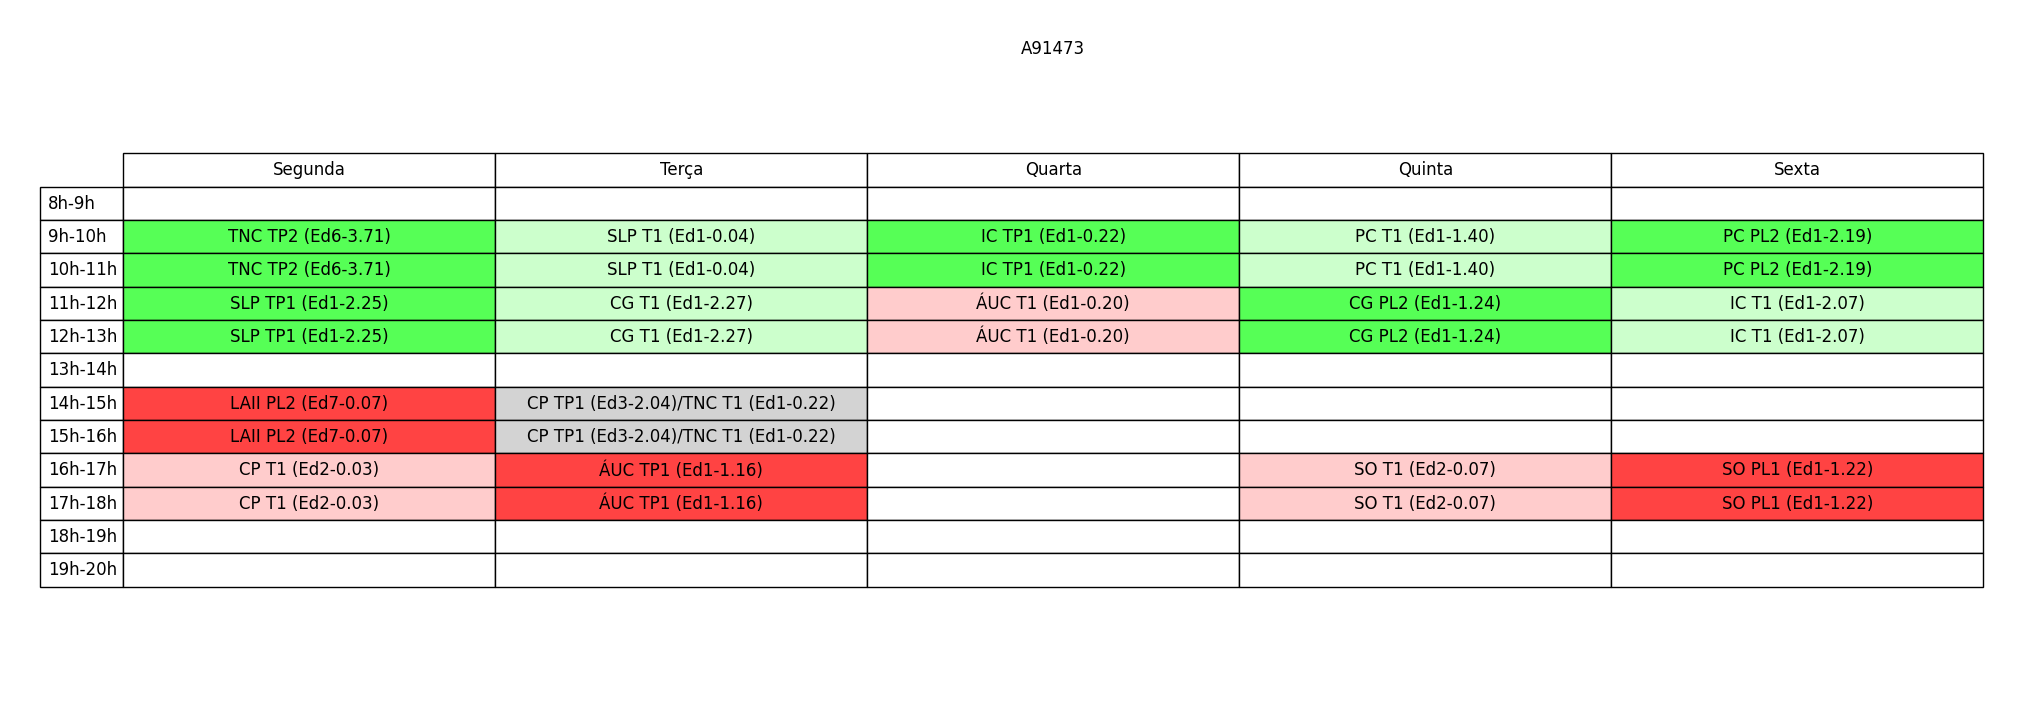 A91473
Segunda Terça Quarta Quinta Sexta
8h-9h
9h-10h TNC TP2 (Ed6-3.71) SLP T1 (Ed1-0.04) IC TP1 (Ed1-0.22) PC T1 (Ed1-1.40) PC PL2 (Ed1-2.19)
10h-11h TNC TP2 (Ed6-3.71) SLP T1 (Ed1-0.04) IC TP1 (Ed1-0.22) PC T1 (Ed1-1.40) PC PL2 (Ed1-2.19)
11h-12h SLP TP1 (Ed1-2.25) CG T1 (Ed1-2.27) ÁUC T1 (Ed1-0.20) CG PL2 (Ed1-1.24) IC T1 (Ed1-2.07)
12h-13h SLP TP1 (Ed1-2.25) CG T1 (Ed1-2.27) ÁUC T1 (Ed1-0.20) CG PL2 (Ed1-1.24) IC T1 (Ed1-2.07)
13h-14h
14h-15h LAII PL2 (Ed7-0.07) CP TP1 (Ed3-2.04)/TNC T1 (Ed1-0.22)
15h-16h LAII PL2 (Ed7-0.07) CP TP1 (Ed3-2.04)/TNC T1 (Ed1-0.22)
16h-17h CP T1 (Ed2-0.03) ÁUC TP1 (Ed1-1.16) SO T1 (Ed2-0.07) SO PL1 (Ed1-1.22)
17h-18h CP T1 (Ed2-0.03) ÁUC TP1 (Ed1-1.16) SO T1 (Ed2-0.07) SO PL1 (Ed1-1.22)
18h-19h
19h-20h